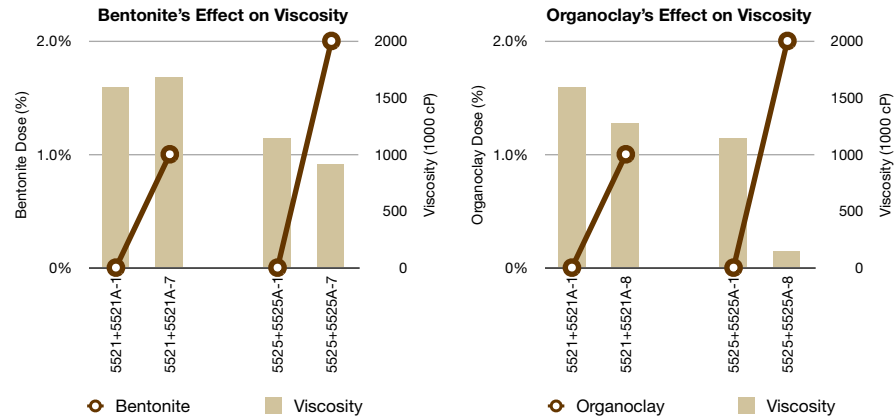 Bentonite's Effect on Viscosity
2.0%
1.0%
0%
Bentonite Dose (%)
2000
1500
1000
500
0
Viscosity (1000 cP)
5521+5521A-1
5521+5521A-7
5525+5525A-1
5525+5525A-7
Bentonite
Viscosity
Organoclay's Effect on Viscosity
2.0%
1.0%
0%
Organoclay Dose (%)
2000
1500
1000
500
0
Viscosity (1000 cP)
5521+5521A-1
5521+5521A-8
5525+5525A-1
5525+5525A-8
Organoclay
Viscosity